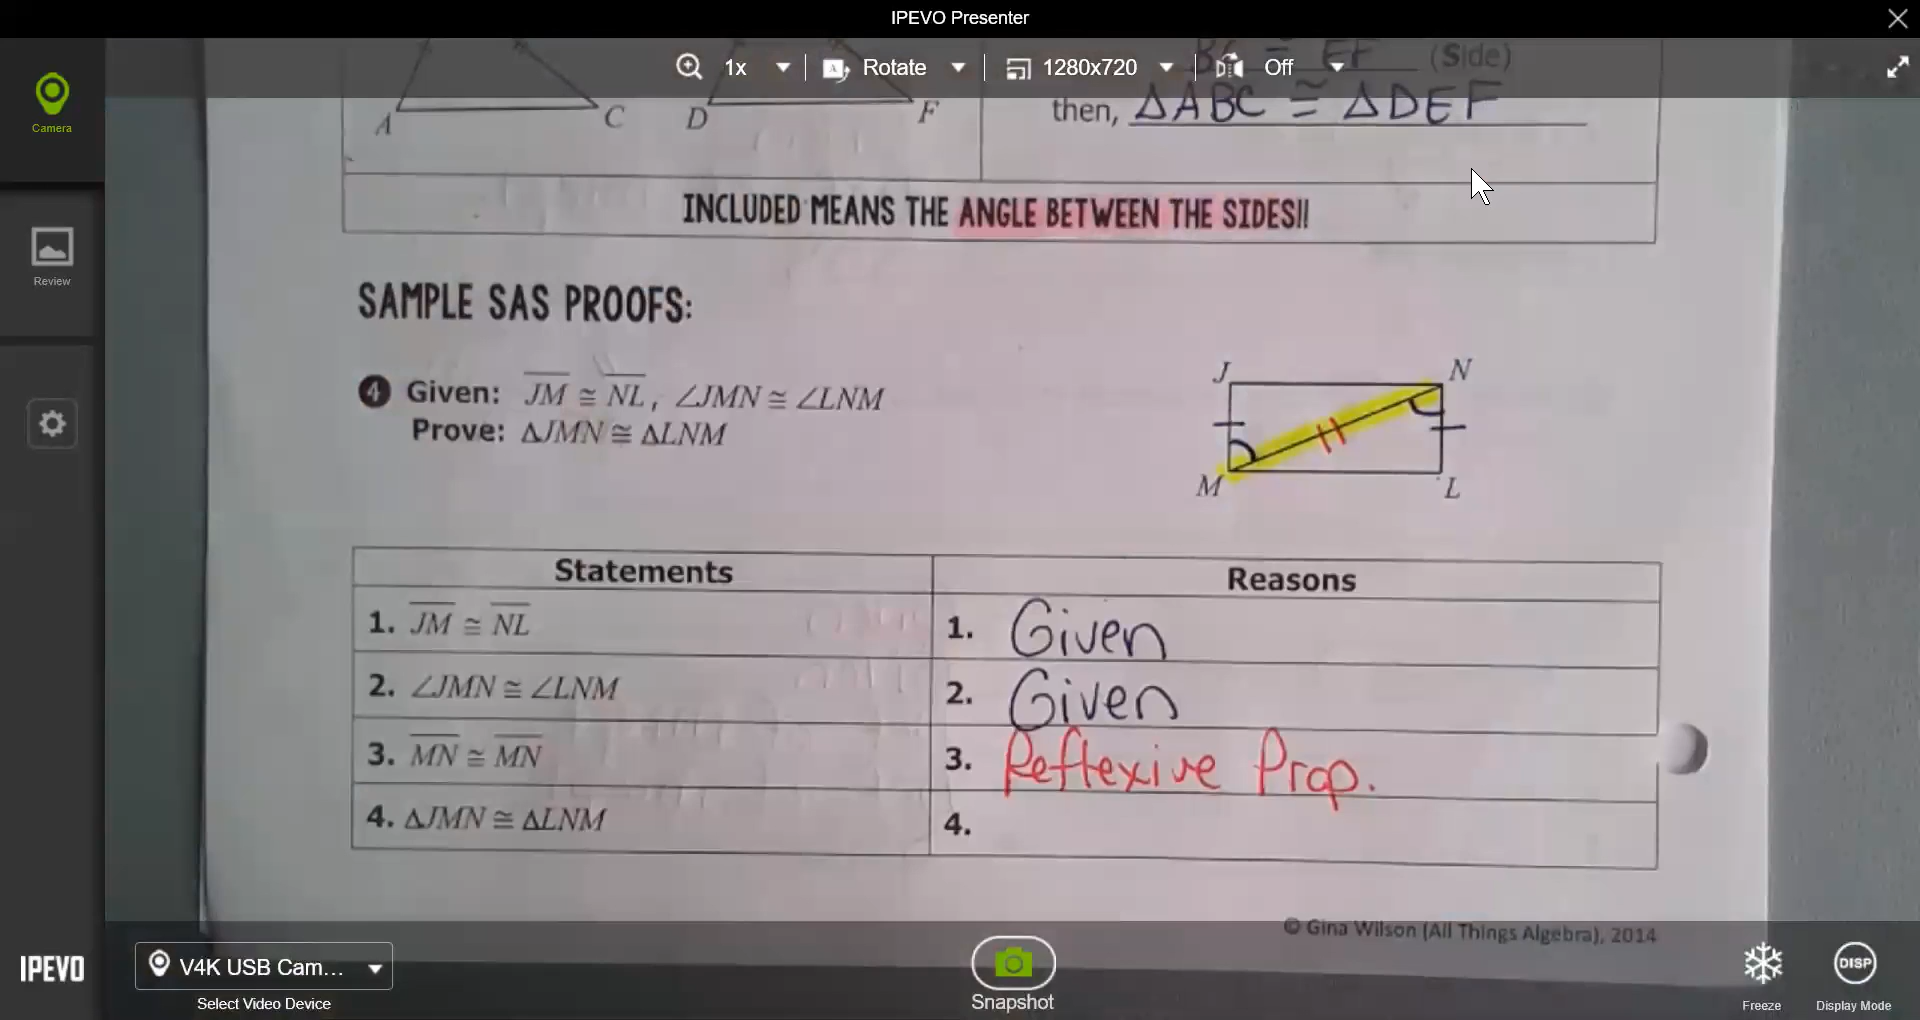 IPEVO Presenter
1x Rotate 1280x720 Off
Camera
Review
BC ≅ EF (Side)
A C D F then, ΔABC ≅ ΔDEF
INCLUDED MEANS THE ANGLE BETWEEN THE SIDES!!
SAMPLE SAS PROOFS:
4 Given: JM ≅ NL, ∠JMN ≅ ∠LNM
Prove: ΔJMN ≅ ΔLNM
J N
M L
Statements Reasons
1. JM ≅ NL 1. Given
2. ∠JMN ≅ ∠LNM 2. Given
3. MN ≅ MN 3. Reflexive Prop.
4. ΔJMN ≅ ΔLNM 4.
© Gina Wilson (All Things Algebra), 2014
IPEVO V4K USB Cam... DISP
Select Video Device Snapshot Freeze Display Mode